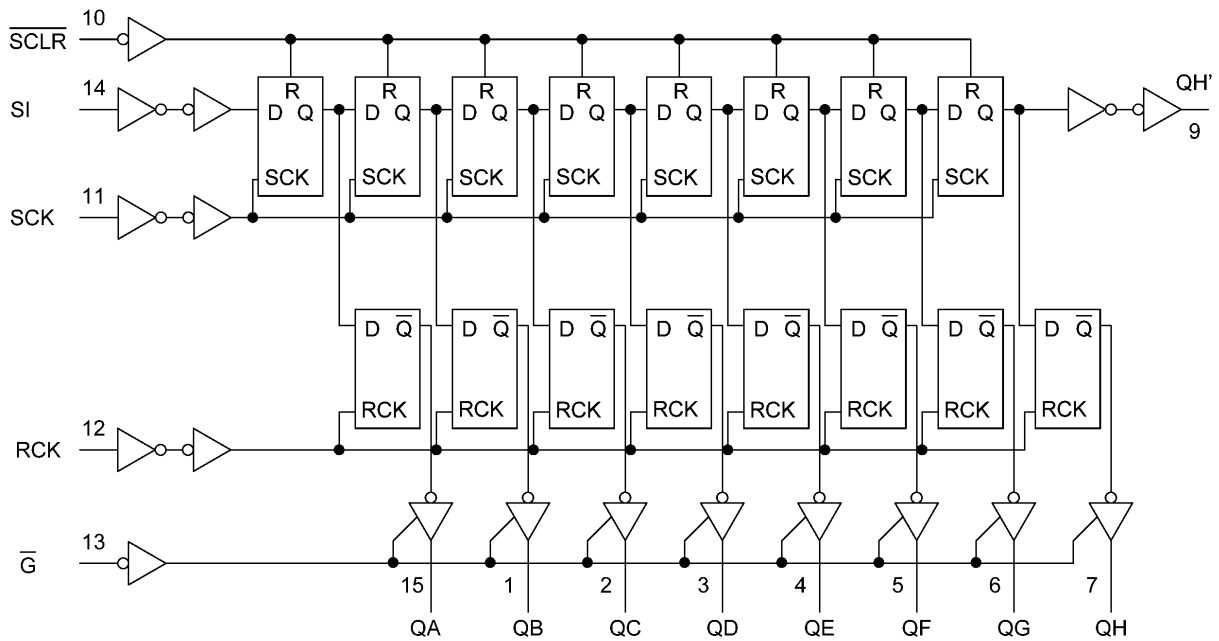 10
S̅C̅L̅R̅
R R R R R R R R
14
SI
D Q D Q D Q D Q D Q D Q D Q D Q
QH'
9
SCK SCK SCK SCK SCK SCK SCK SCK
11
SCK
D Q̅ D Q̅ D Q̅ D Q̅ D Q̅ D Q̅ D Q̅ D Q̅
RCK RCK RCK RCK RCK RCK RCK RCK
12
RCK
13
G̅
15 1 2 3 4 5 6 7
QA QB QC QD QE QF QG QH